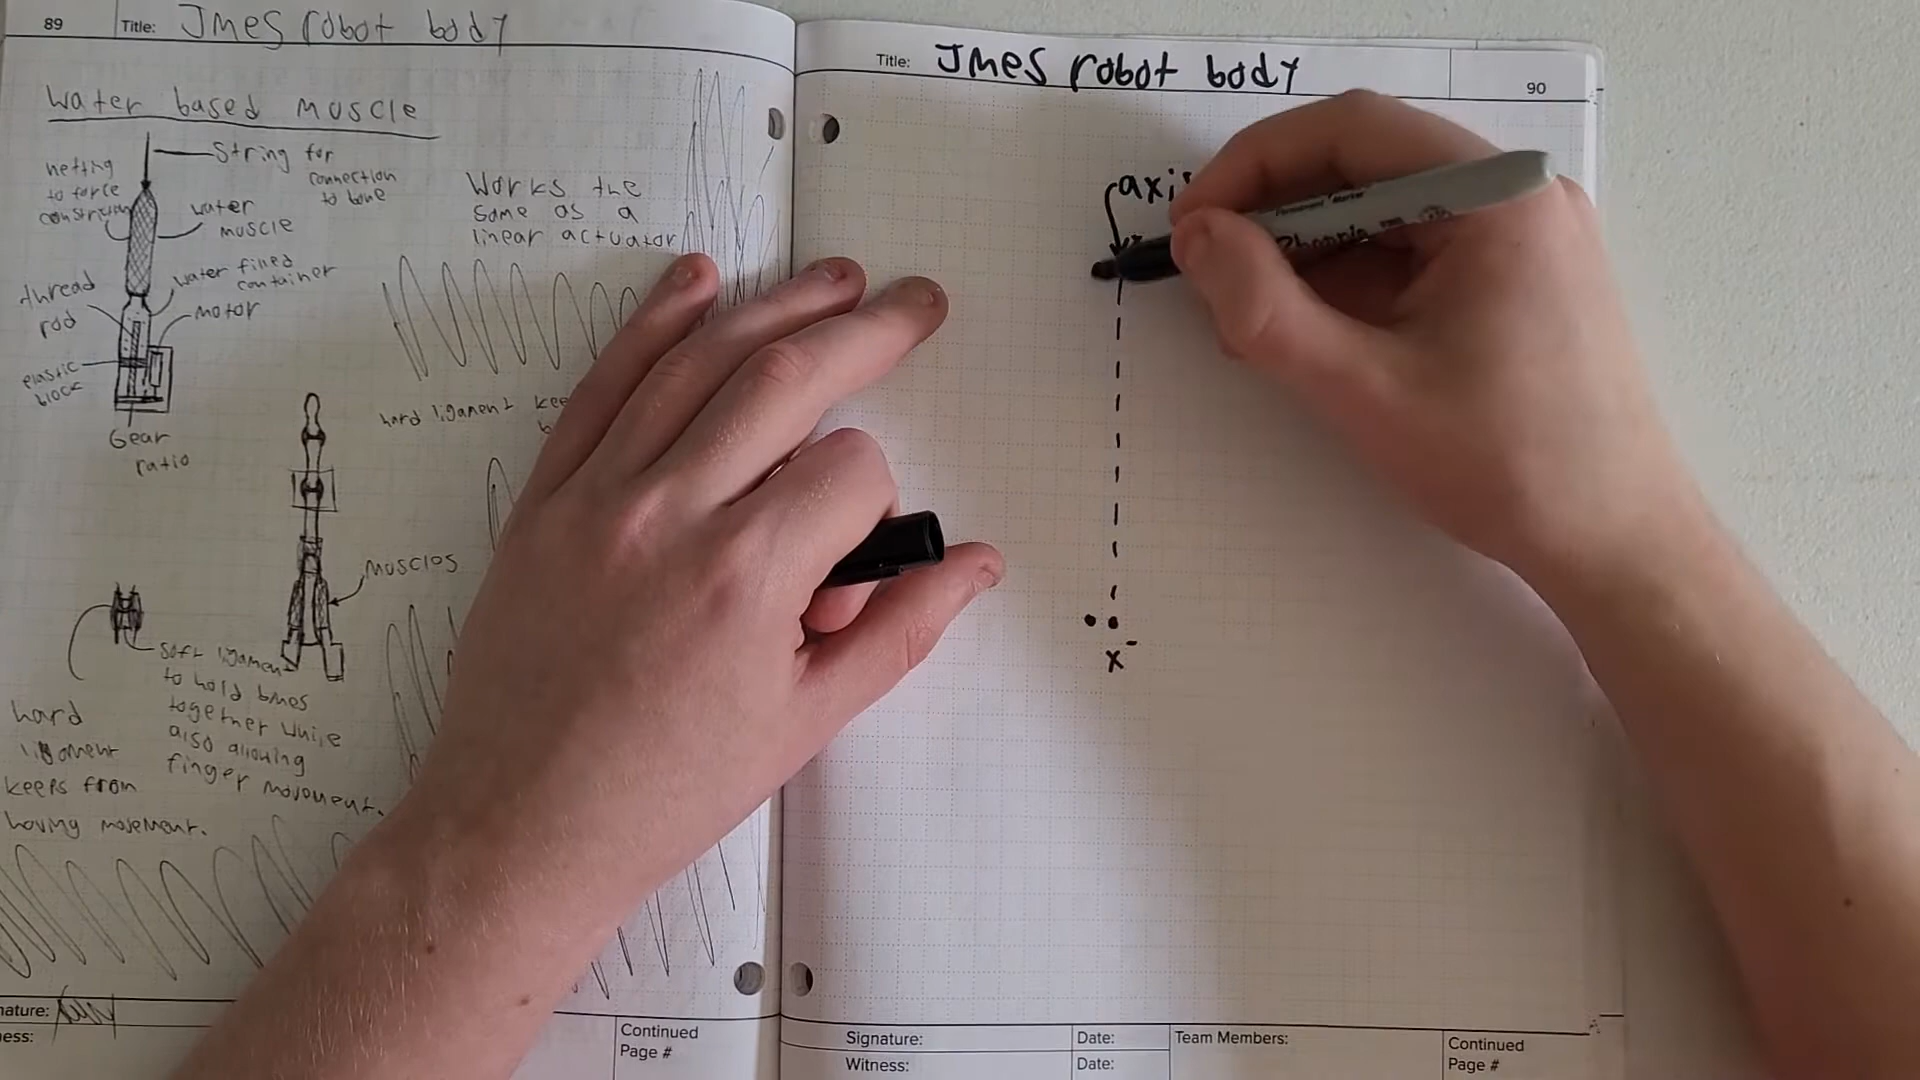 89 Title: Jmes robot body
Water based muscle
String for
connection
to bone
netting
to force
constriction
water
muscle
Works the
same as a
linear actuator
water filled
container
thread
rod
motor
elastic
block
Gear
ratio
hard ligament
muscles
soft ligament
to hold bones
together while
also allowing
finger movement.
hard
ligament
keeps from
having movement.
Continued
Page #
Title: Jmes robot body
90
axis
x
Signature: Date: Team Members:
Witness: Date:
Continued
Page #